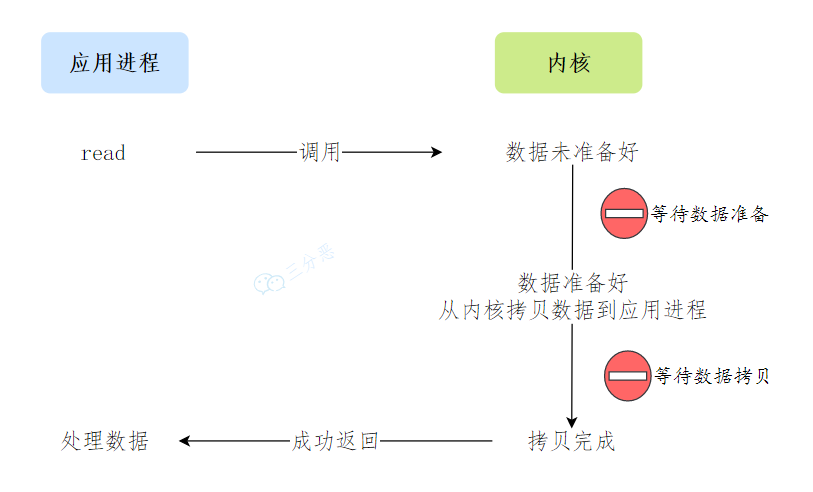 应用进程
内核
read
调用
数据未准备好
等待数据准备
三分恶
数据准备好
从内核拷贝数据到应用进程
等待数据拷贝
处理数据
成功返回
拷贝完成